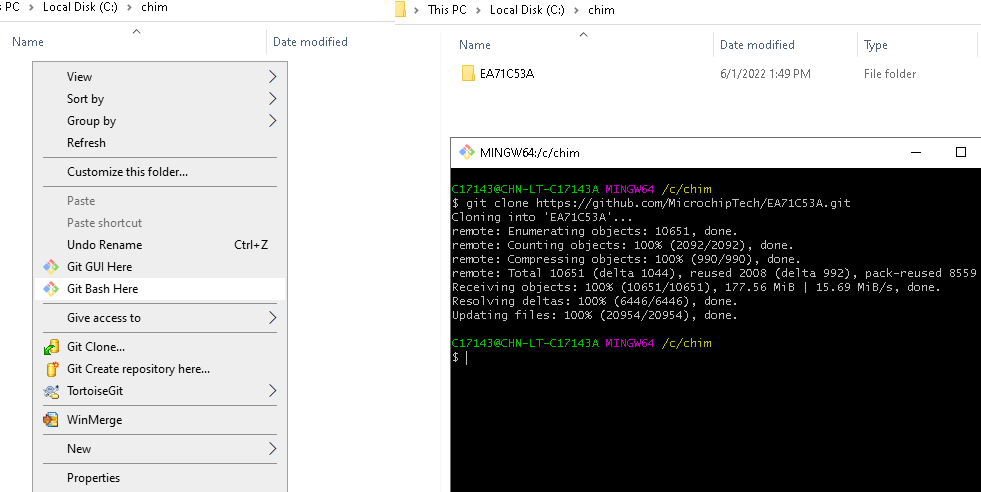 s PC > Local Disk (C:) > chim
Name
Date modified
View
Sort by
Group by
Refresh
Customize this folder...
Paste
Paste shortcut
Undo Rename Ctrl+Z
Git GUI Here
Git Bash Here
Give access to
Git Clone...
Git Create repository here...
TortoiseGit
WinMerge
New
Properties
This PC > Local Disk (C:) > chim
Name Date modified Type
EA71C53A 6/1/2022 1:49 PM File folder
MINGW64:/c/chim
C17143@CHN-LT-C17143A MINGW64 /c/chim
$ git clone https://github.com/MicrochipTech/EA71C53A.git
Cloning into 'EA71C53A'...
remote: Enumerating objects: 10651, done.
remote: Counting objects: 100% (2092/2092), done.
remote: Compressing objects: 100% (990/990), done.
remote: Total 10651 (delta 1044), reused 2008 (delta 992), pack-reused 8559
Receiving objects: 100% (10651/10651), 177.56 MiB | 15.69 MiB/s, done.
Resolving deltas: 100% (6446/6446), done.
Updating files: 100% (20954/20954), done.
C17143@CHN-LT-C17143A MINGW64 /c/chim
$